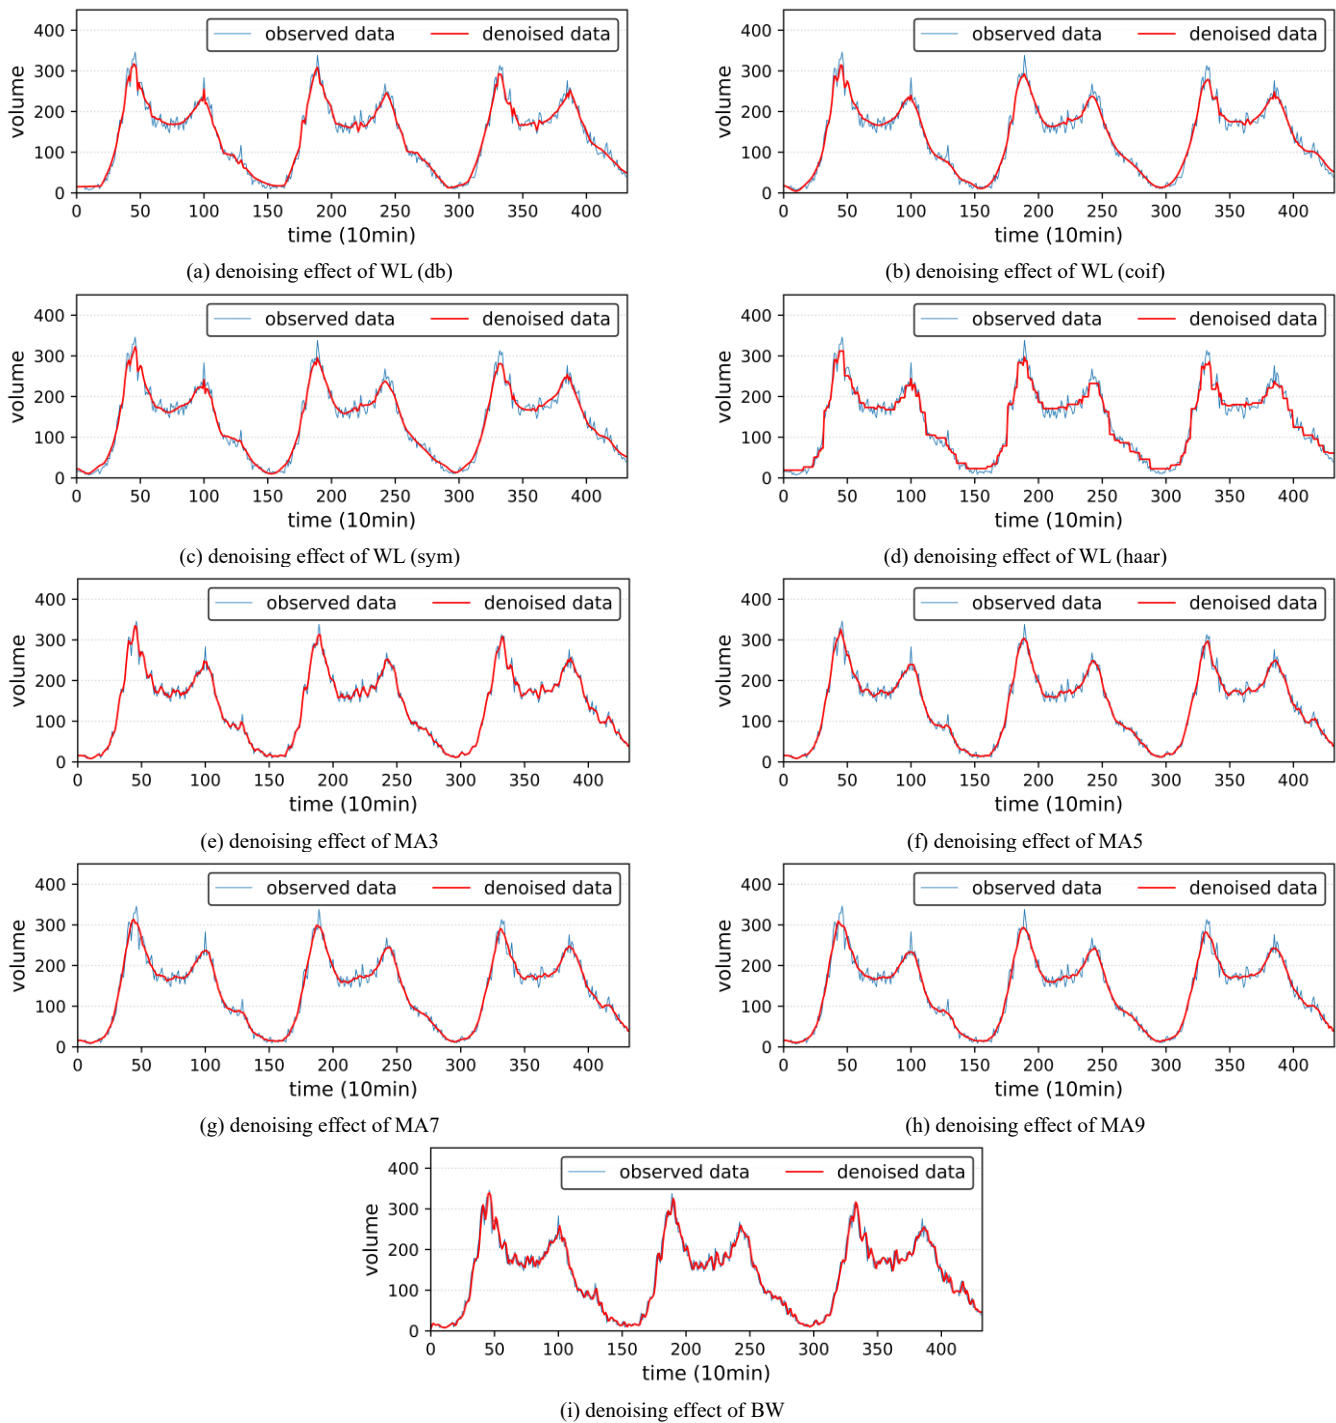 400
300
200
100
0
volume
observed data
denoised data
0 50 100 150 200 250 300 350 400
time (10min)
(a) denoising effect of WL (db)
400
300
200
100
0
volume
observed data
denoised data
0 50 100 150 200 250 300 350 400
time (10min)
(b) denoising effect of WL (coif)
400
300
200
100
0
volume
observed data
denoised data
0 50 100 150 200 250 300 350 400
time (10min)
(c) denoising effect of WL (sym)
400
300
200
100
0
volume
observed data
denoised data
0 50 100 150 200 250 300 350 400
time (10min)
(d) denoising effect of WL (haar)
400
300
200
100
0
volume
observed data
denoised data
0 50 100 150 200 250 300 350 400
time (10min)
(e) denoising effect of MA3
400
300
200
100
0
volume
observed data
denoised data
0 50 100 150 200 250 300 350 400
time (10min)
(f) denoising effect of MA5
400
300
200
100
0
volume
observed data
denoised data
0 50 100 150 200 250 300 350 400
time (10min)
(g) denoising effect of MA7
400
300
200
100
0
volume
observed data
denoised data
0 50 100 150 200 250 300 350 400
time (10min)
(h) denoising effect of MA9
400
300
200
100
0
volume
observed data
denoised data
0 50 100 150 200 250 300 350 400
time (10min)
(i) denoising effect of BW